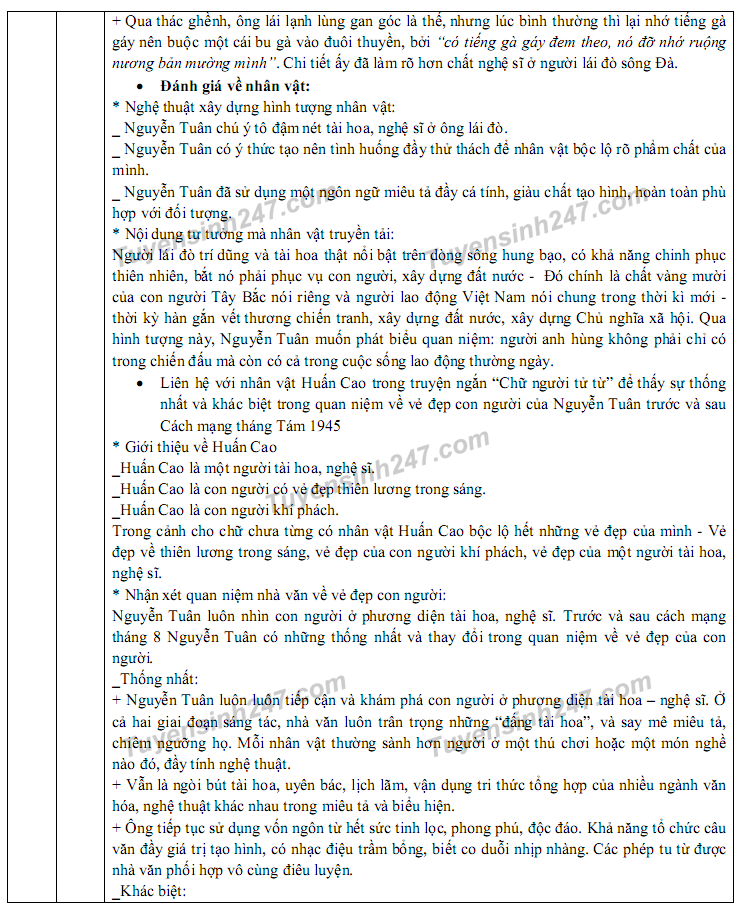 + Qua thác ghềnh, ông lái lạnh lùng gan góc là thế, nhưng lúc bình thường thì lại nhớ tiếng gà
gáy nên buộc một cái bu gà vào đuôi thuyền, bởi “có tiếng gà gáy đem theo, nó đỡ nhớ ruộng
nương bản mường mình”. Chi tiết ấy đã làm rõ hơn chất nghệ sĩ ở người lái đò sông Đà.
• Đánh giá về nhân vật:
* Nghệ thuật xây dựng hình tượng nhân vật:
_ Nguyễn Tuân chú ý tô đậm nét tài hoa, nghệ sĩ ở ông lái đò.
_ Nguyễn Tuân có ý thức tạo nên tình huống đầy thử thách để nhân vật bộc lộ rõ phẩm chất của
mình.
_ Nguyễn Tuân đã sử dụng một ngôn ngữ miêu tả đầy cá tính, giàu chất tạo hình, hoàn toàn phù
hợp với đối tượng.
* Nội dung tư tưởng mà nhân vật truyền tải:
Người lái đò trí dũng và tài hoa thật nổi bật trên dòng sông hung bạo, có khả năng chinh phục
thiên nhiên, bắt nó phải phục vụ con người, xây dựng đất nước - Đó chính là chất vàng mười
của con người Tây Bắc nói riêng và người lao động Việt Nam nói chung trong thời kì mới -
thời kỳ hàn gắn vết thương chiến tranh, xây dựng đất nước, xây dựng Chủ nghĩa xã hội. Qua
hình tượng này, Nguyễn Tuân muốn phát biểu quan niệm: người anh hùng không phải chỉ có
trong chiến đấu mà còn có cả trong cuộc sống lao động thường ngày.
• Liên hệ với nhân vật Huấn Cao trong truyện ngắn “Chữ người tử tù” để thấy sự thống
nhất và khác biệt trong quan niệm về vẻ đẹp con người của Nguyễn Tuân trước và sau
Cách mạng tháng Tám 1945
* Giới thiệu về Huấn Cao
_Huấn Cao là một người tài hoa, nghệ sĩ.
_Huấn Cao là con người có vẻ đẹp thiên lương trong sáng.
_Huấn Cao là con người khí phách.
Trong cảnh cho chữ chưa từng có nhân vật Huấn Cao bộc lộ hết những vẻ đẹp của mình - Vẻ
đẹp về thiên lương trong sáng, vẻ đẹp của con người khí phách, vẻ đẹp của một người tài hoa,
nghệ sĩ.
* Nhận xét quan niệm nhà văn về vẻ đẹp con người:
Nguyễn Tuân luôn nhìn con người ở phương diện tài hoa, nghệ sĩ. Trước và sau cách mạng
tháng 8 Nguyễn Tuân có những thống nhất và thay đổi trong quan niệm về vẻ đẹp của con
người.
_Thống nhất:
+ Nguyễn Tuân luôn luôn tiếp cận và khám phá con người ở phương diện tài hoa – nghệ sĩ. Ở
cả hai giai đoạn sáng tác, nhà văn luôn trân trọng những “đấng tài hoa”, và say mê miêu tả,
chiêm ngưỡng họ. Mỗi nhân vật thường sành hơn người ở một thú chơi hoặc một món nghề
nào đó, đầy tính nghệ thuật.
+ Vẫn là ngòi bút tài hoa, uyên bác, lịch lãm, vận dụng tri thức tổng hợp của nhiều ngành văn
hóa, nghệ thuật khác nhau trong miêu tả và biểu hiện.
+ Ông tiếp tục sử dụng vốn ngôn từ hết sức tinh lọc, phong phú, độc đáo. Khả năng tổ chức câu
văn đầy giá trị tạo hình, có nhạc điệu trầm bổng, biết co duỗi nhịp nhàng. Các phép tu từ được
nhà văn phối hợp vô cùng điêu luyện.
_Khác biệt:
Tuyensinh247.com
Tuyensinh247.com
Tuyensinh247.com
Tuyensinh247.com
Tuyensinh247.com